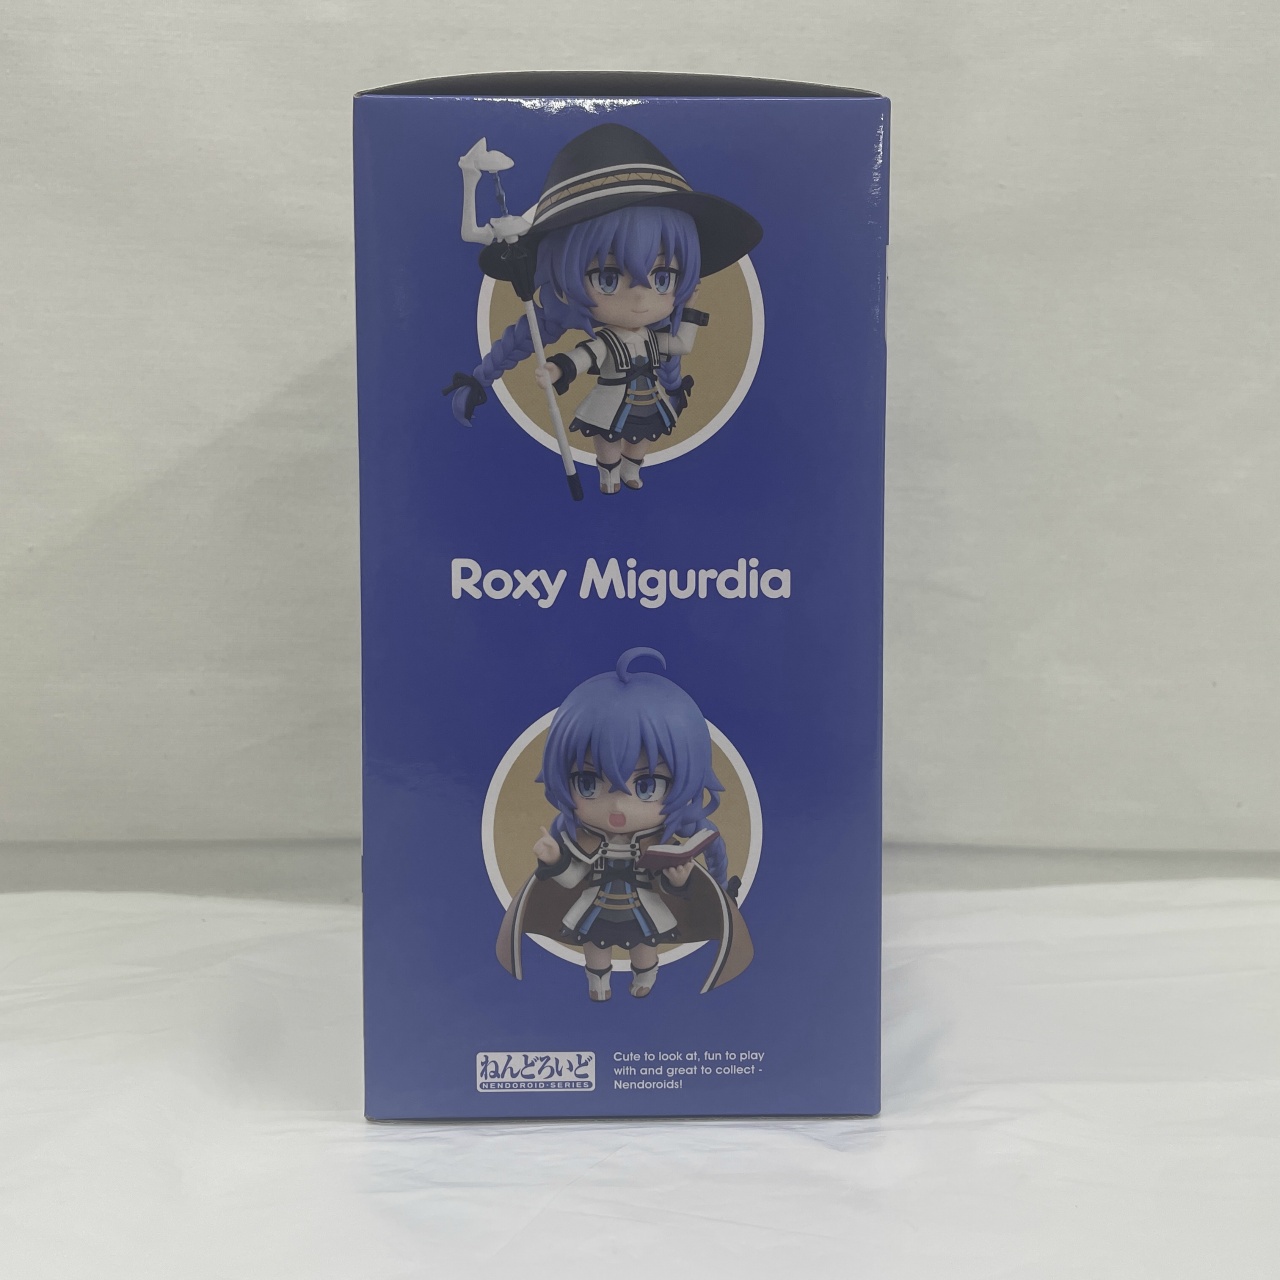 Roxy Migurdia
ねんどろいど
NENDOROID-SERIES
Cute to look at, fun to play
with and great to collect -
Nendoroids!